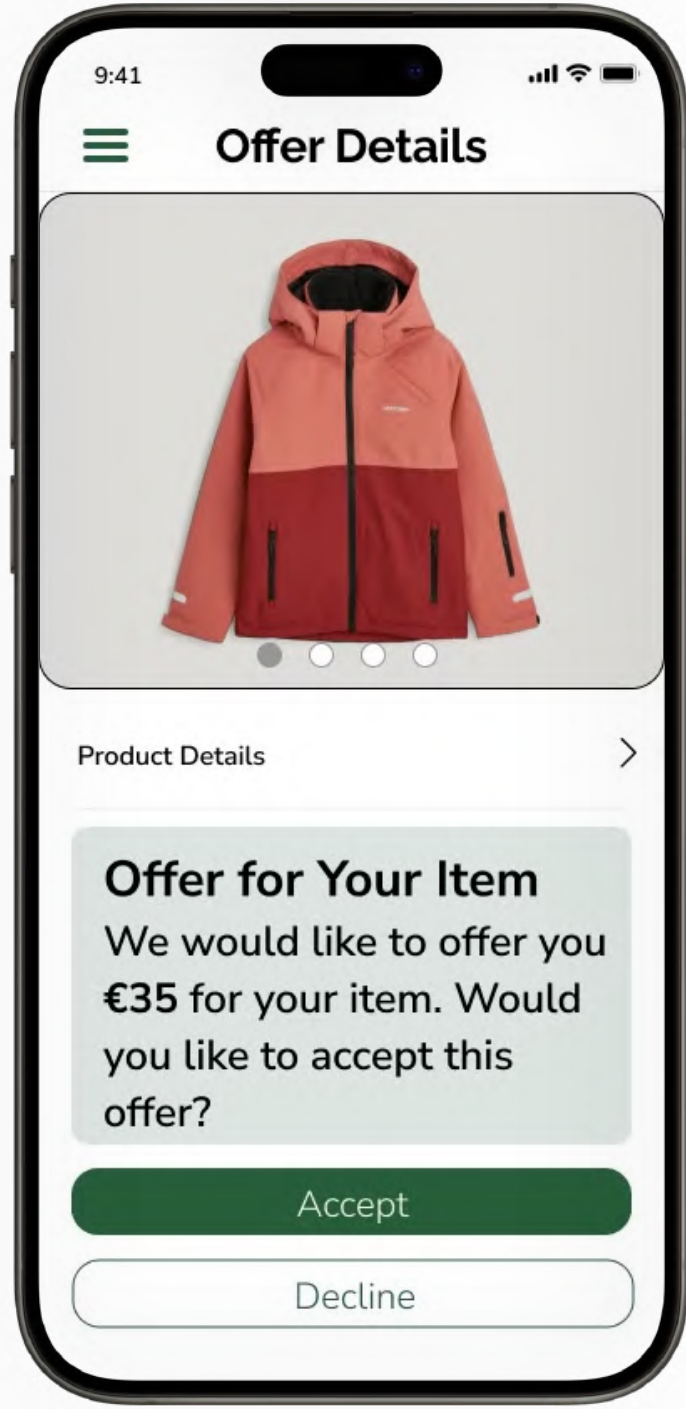 9:41
Offer Details
Product Details
Offer for Your Item
We would like to offer you
€35 for your item. Would
you like to accept this
offer?
Accept
Decline